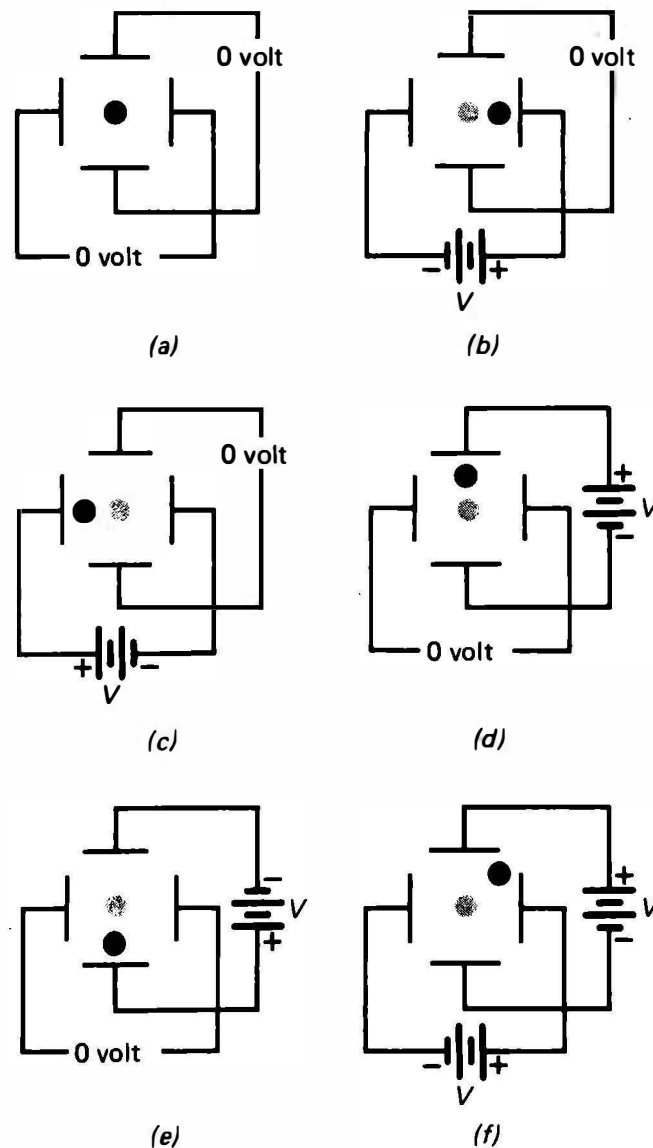 0 volt
0 volt
(a)
0 volt
- +
V
(b)
0 volt
+ -
V
(c)
+
V
-
0 volt
(d)
-
V
+
0 volt
(e)
+
V
-
- +
V
(f)